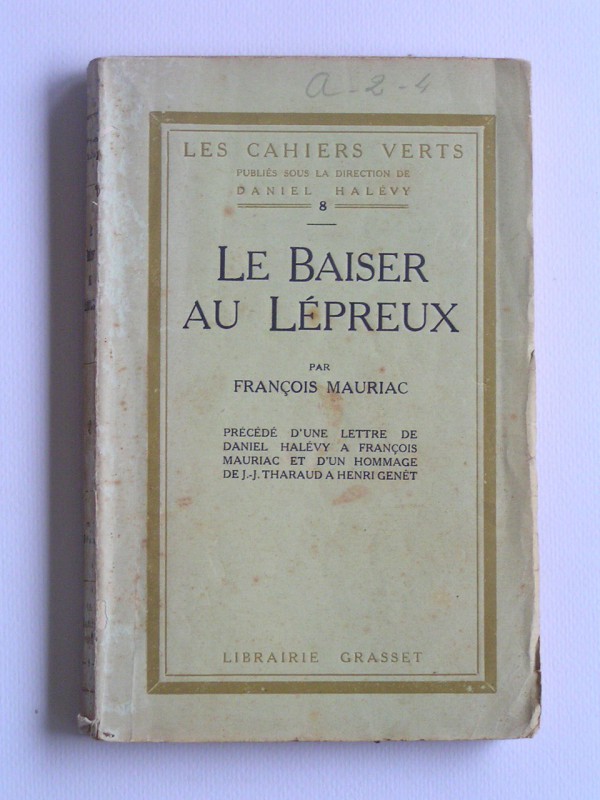 a-2-4
LES CAHIERS VERTS
PUBLIÉS SOUS LA DIRECTION DE
DANIEL HALÉVY
8
LE BAISER
AU LÉPREUX
PAR
FRANÇOIS MAURIAC
PRÉCÉDÉ D'UNE LETTRE DE
DANIEL HALÉVY A FRANÇOIS
MAURIAC ET D'UN HOMMAGE
DE J.-J. THARAUD A HENRI GENÊT
LIBRAIRIE GRASSET